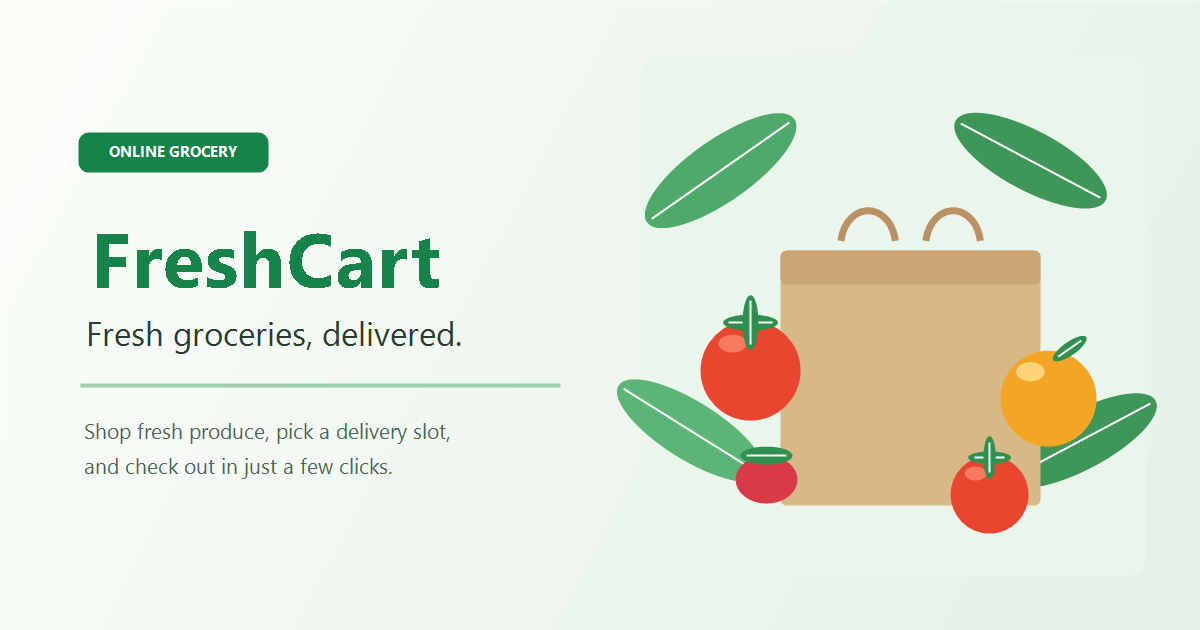 ONLINE GROCERY
FreshCart
Fresh groceries, delivered.
Shop fresh produce, pick a delivery slot,
and check out in just a few clicks.